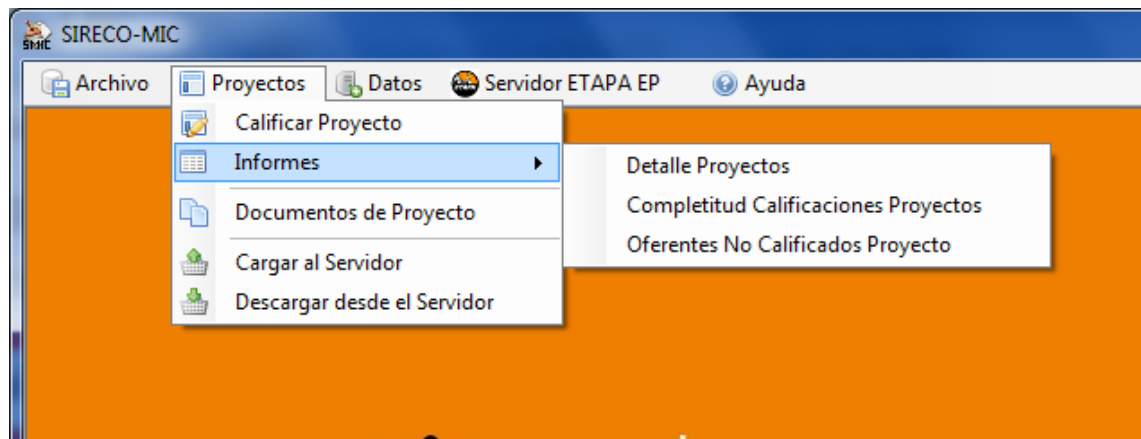 SMIC SIRECO-MIC
Archivo Proyectos Datos Servidor ETAPA EP Ayuda
Calificar Proyecto
Informes
Documentos de Proyecto
Cargar al Servidor
Descargar desde el Servidor
Detalle Proyectos
Completitud Calificaciones Proyectos
Oferentes No Calificados Proyecto